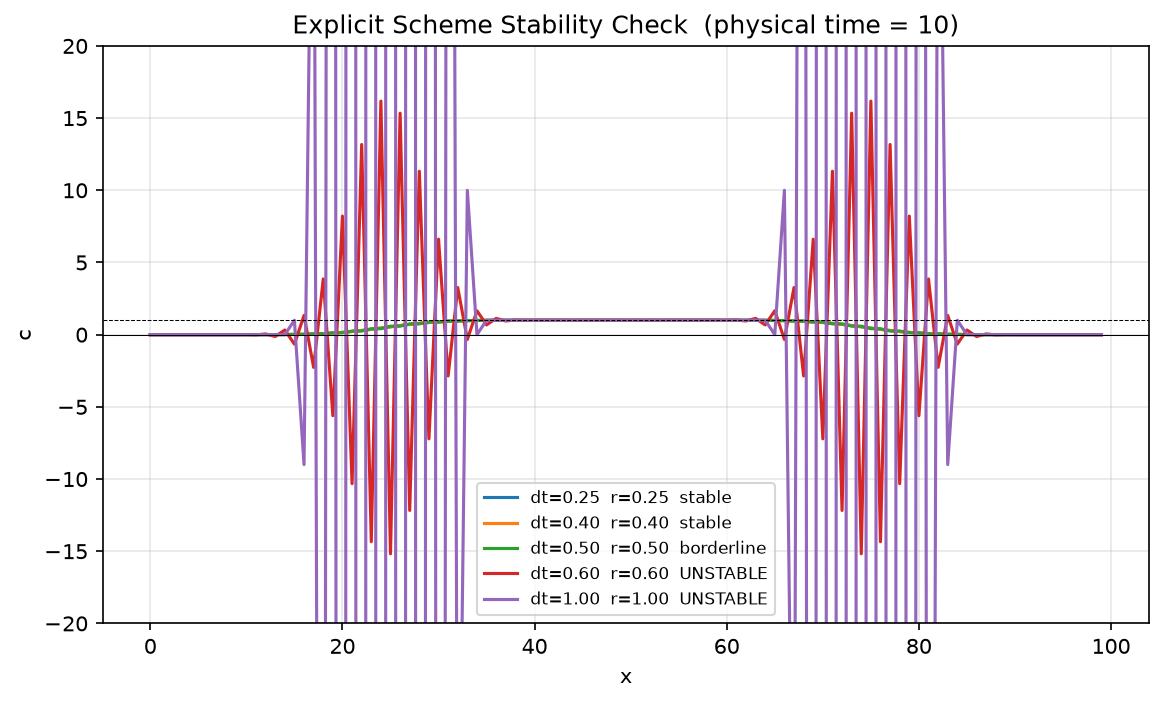 Explicit Scheme Stability Check  (physical time = 10)
20
15
10
5
0
−5
−10
−15
−20
c
dt=0.25  r=0.25  stable
dt=0.40  r=0.40  stable
dt=0.50  r=0.50  borderline
dt=0.60  r=0.60  UNSTABLE
dt=1.00  r=1.00  UNSTABLE
0 20 40 60 80 100
x